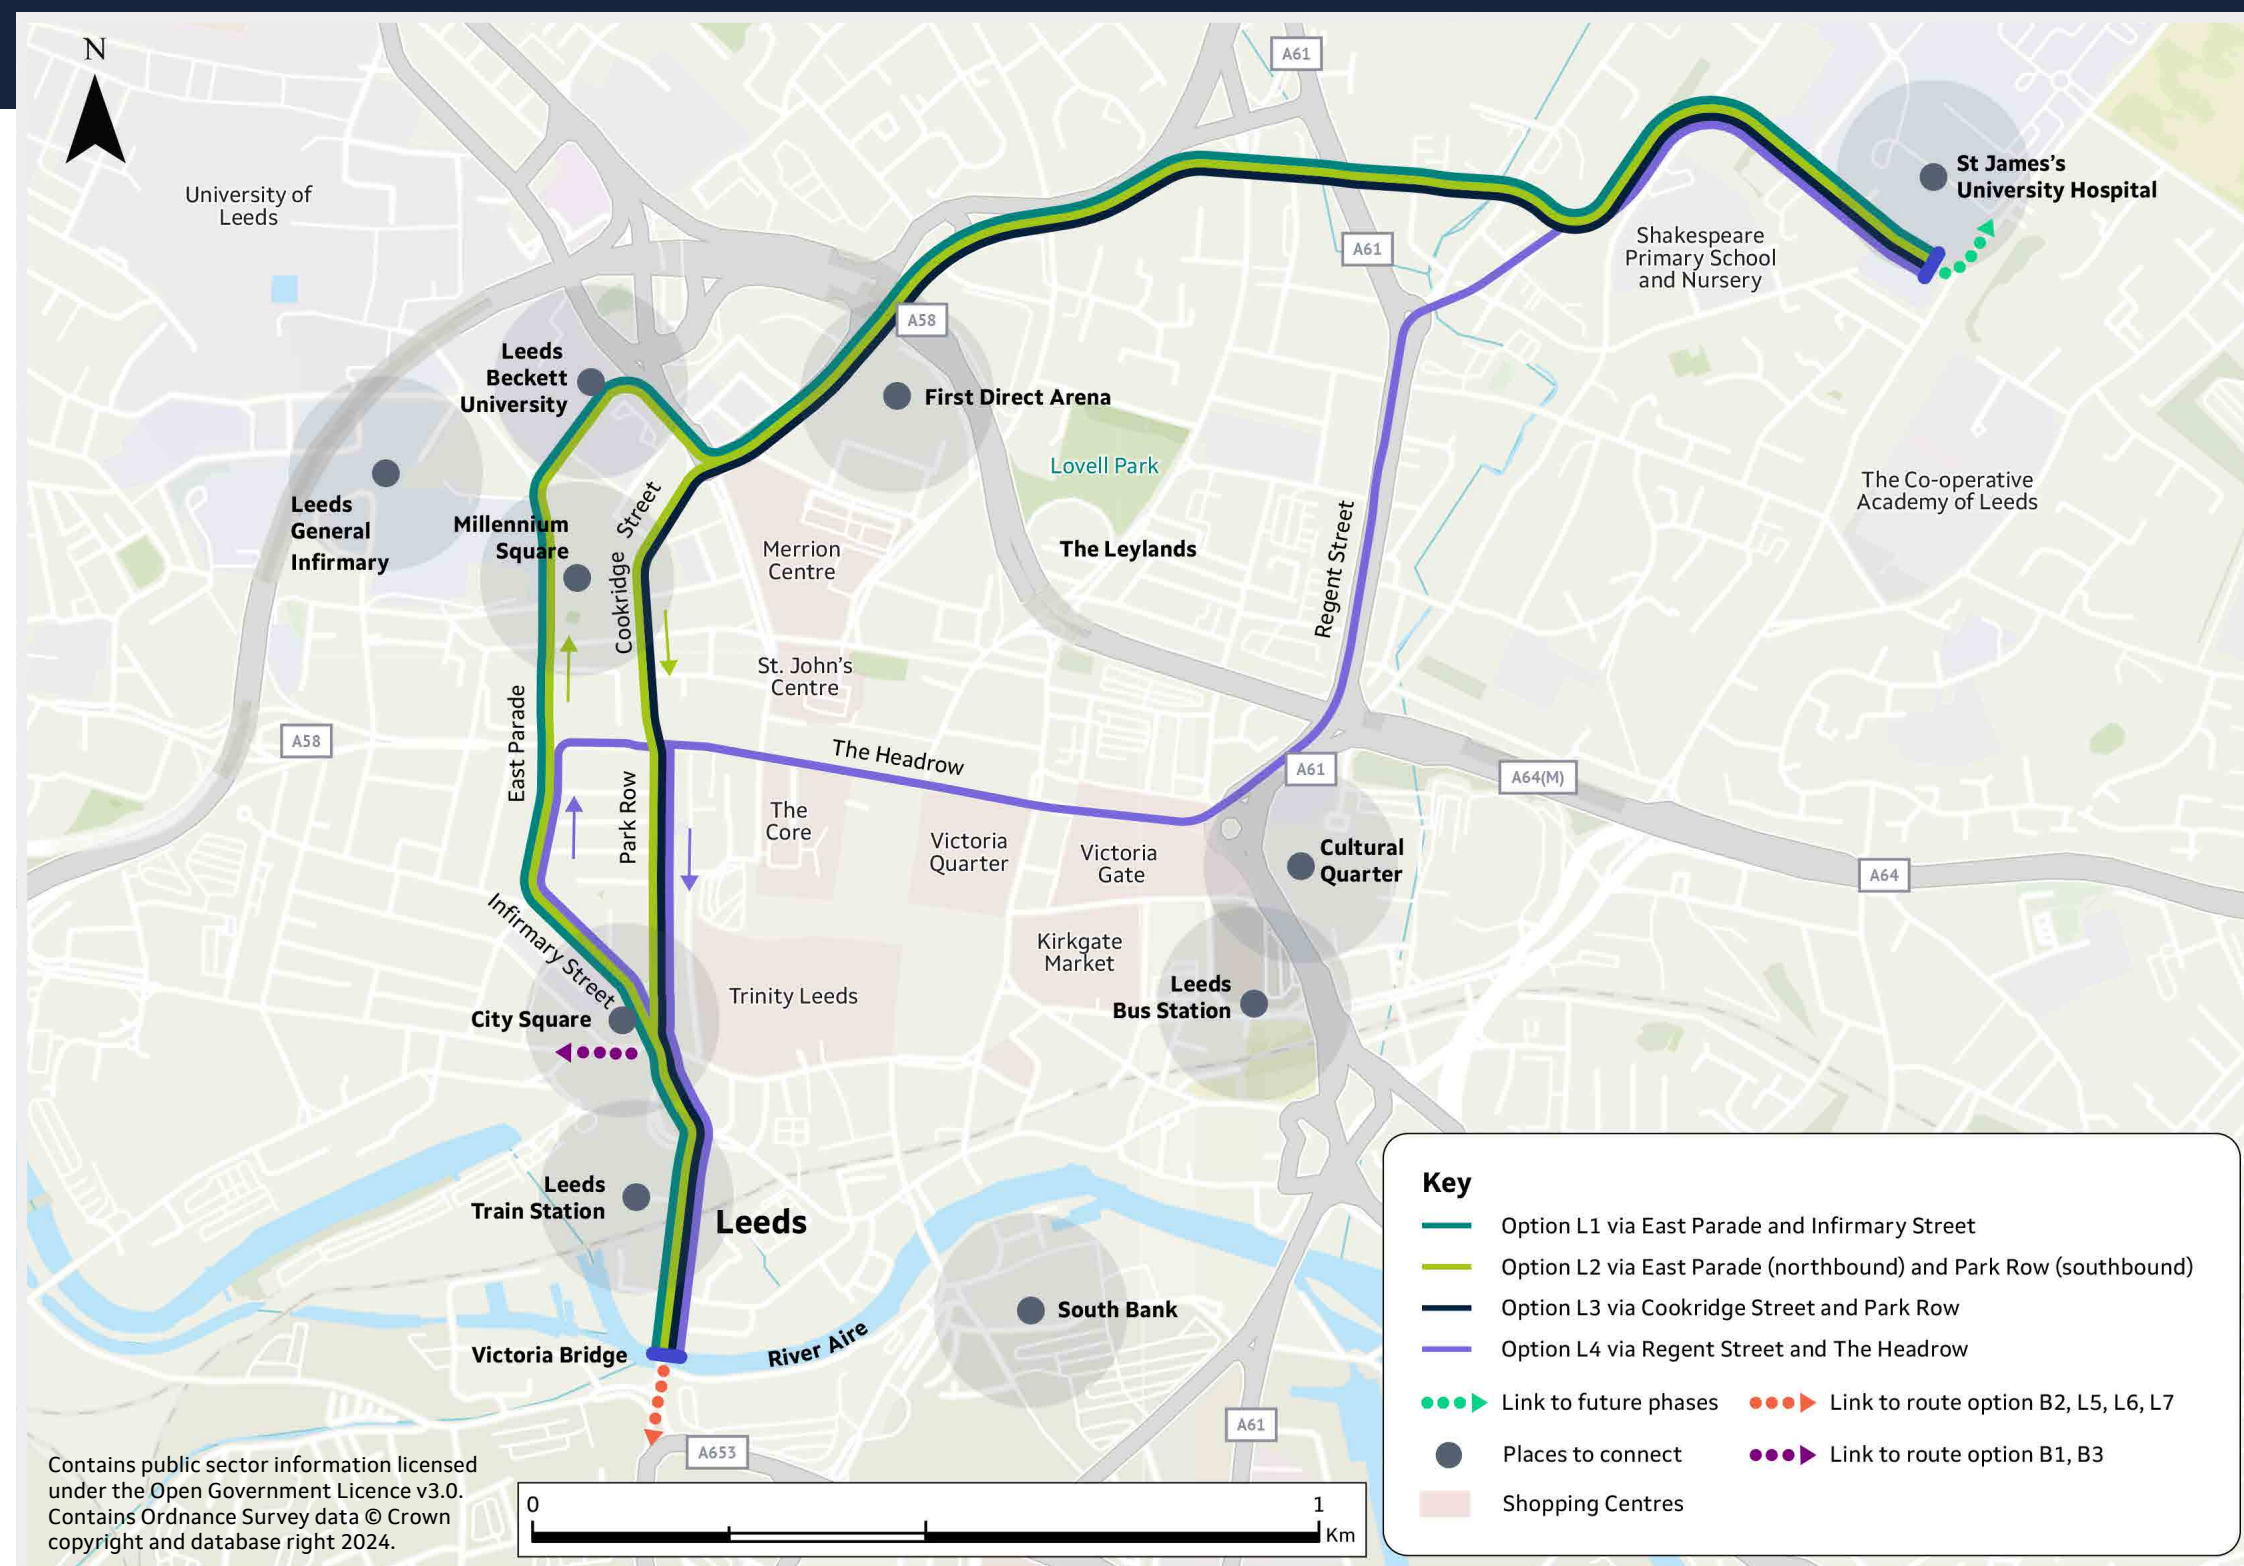 N
A61
University of
Leeds
St James's
University Hospital
A61
Shakespeare
Primary School
and Nursery
A58
Leeds
Beckett
University
First Direct Arena
Lovell Park
Leeds
General
Infirmary
Millennium
Square
Cookridge Street
Merrion
Centre
The Leylands
Regent Street
The Co-operative
Academy of Leeds
St. John's
Centre
East Parade
A58
The Headrow
A61
A64(M)
Park Row
The
Core
Victoria
Quarter
Victoria
Gate
Cultural
Quarter
A64
Infirmary Street
Kirkgate
Market
Trinity Leeds
Leeds
Bus Station
City Square
Leeds
Train Station
Leeds
South Bank
Victoria Bridge
River Aire
A61
A653
Key
Option L1 via East Parade and Infirmary Street
Option L2 via East Parade (northbound) and Park Row (southbound)
Option L3 via Cookridge Street and Park Row
Option L4 via Regent Street and The Headrow
Link to future phases
Link to route option B2, L5, L6, L7
Places to connect
Link to route option B1, B3
Shopping Centres
Contains public sector information licensed
under the Open Government Licence v3.0.
Contains Ordnance Survey data © Crown
copyright and database right 2024.
0 1
Km